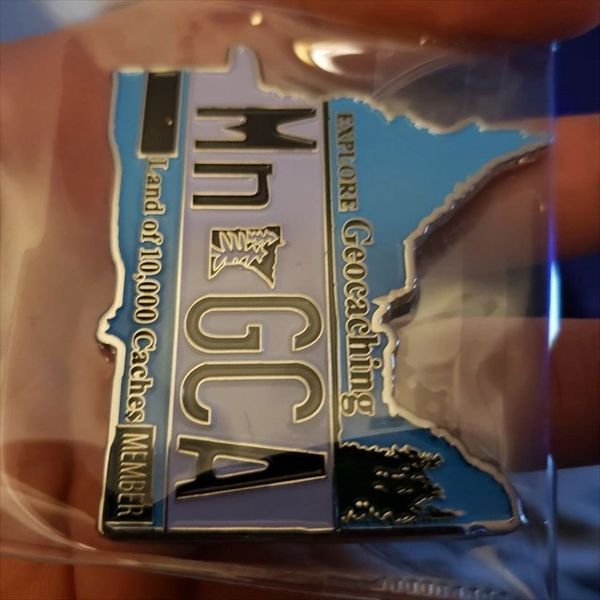 EXPLORE Geocaching
Mn GCA
Land of 10,000 Caches
MEMBER